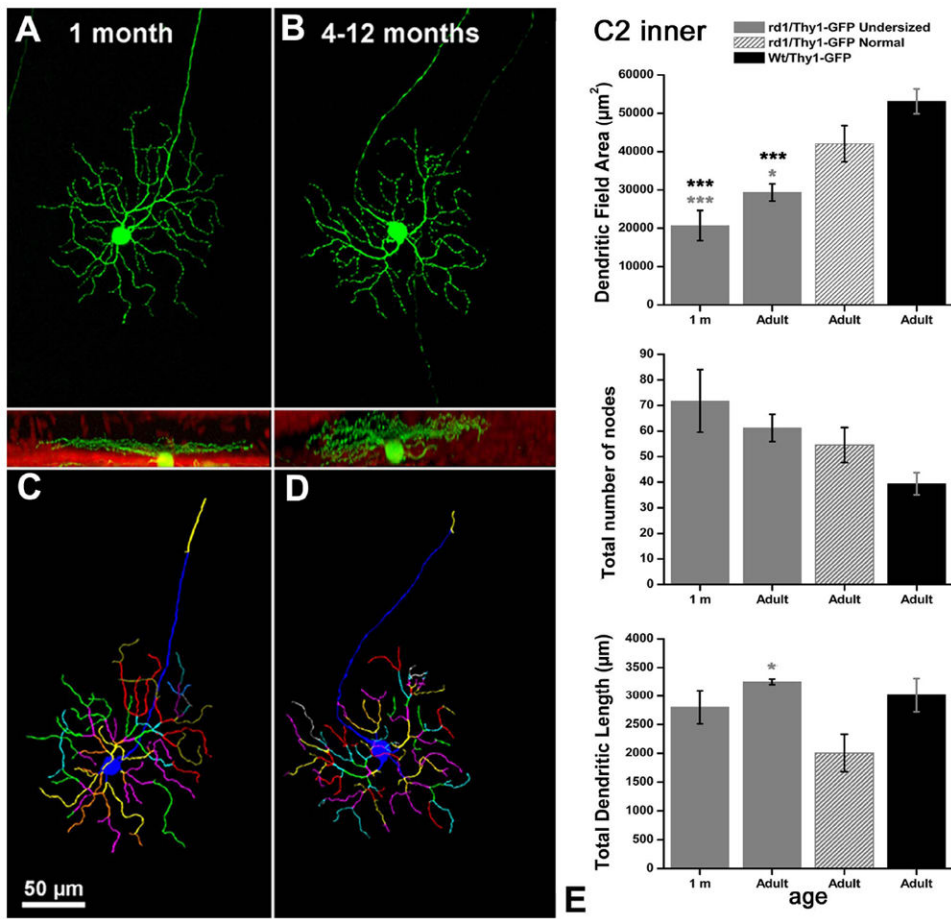 A 1 month
B 4-12 months
C
D
50 µm
C2 inner
rd1/Thy1-GFP Undersized
rd1/Thy1-GFP Normal
Wt/Thy1-GFP
Dendritic Field Area (µm²)
60000
50000
40000
30000
20000
10000
0
***
***
***
*
1 m Adult Adult Adult
Total number of nodes
90
80
70
60
50
40
30
20
10
0
1 m Adult Adult Adult
Total Dendritic Length (µm)
4000
3500
3000
2500
2000
1500
1000
500
0
*
1 m Adult Adult Adult
age
E